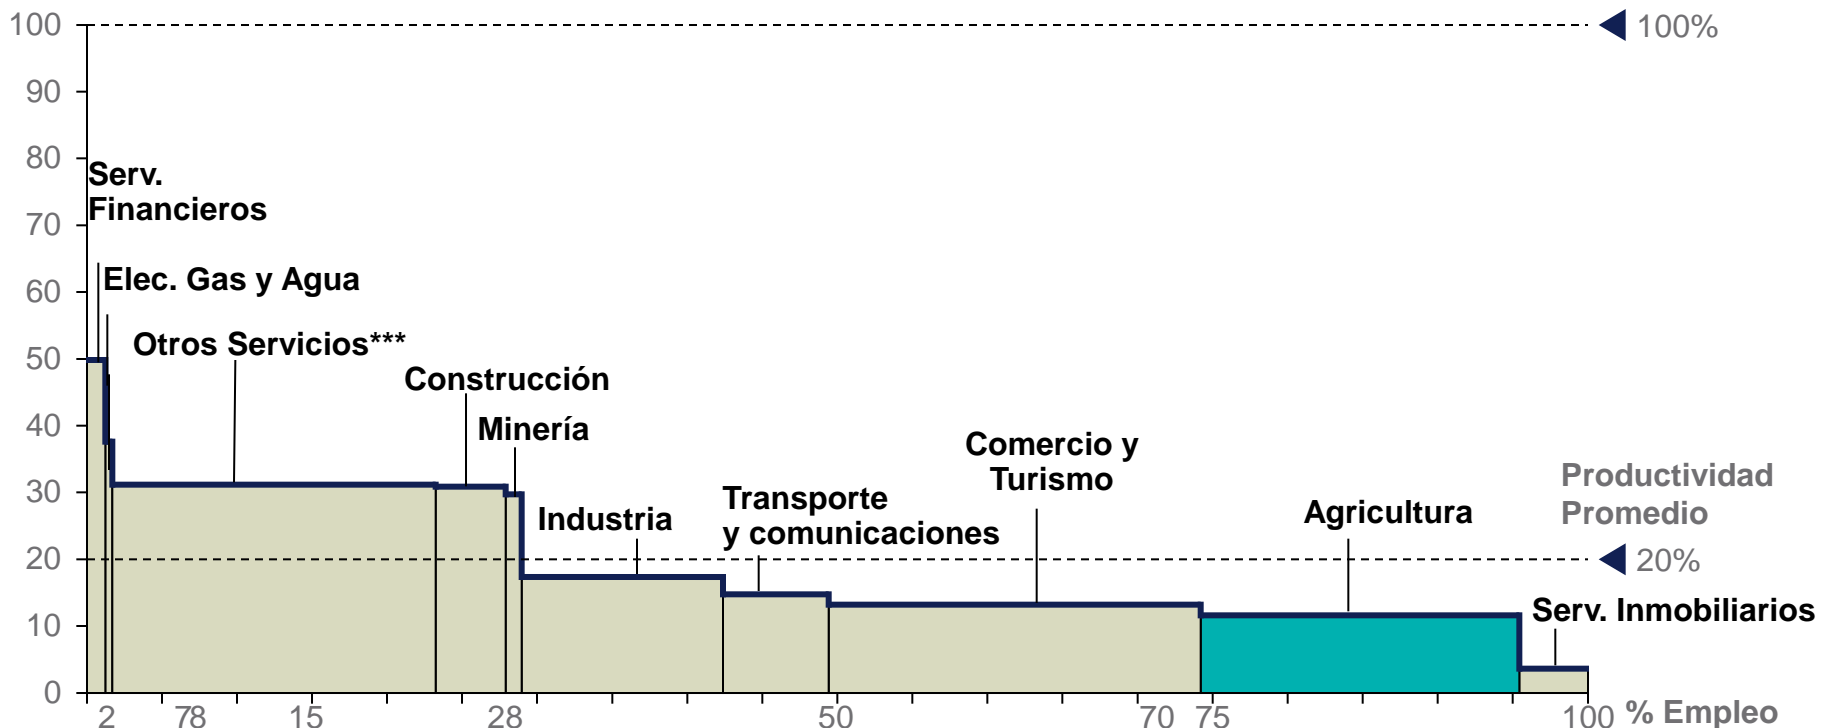 100
100%
90
80
Serv.
Financieros
70
Elec. Gas y Agua
60
Otros Servicios***
50
Construcción
Minería
40
Comercio y
Turismo
Productividad
Promedio
30
Transporte
y comunicaciones
Industria
Agricultura
20
20%
10
Serv. Inmobiliarios
0
2 78 15 28 50 70 75 100 % Empleo